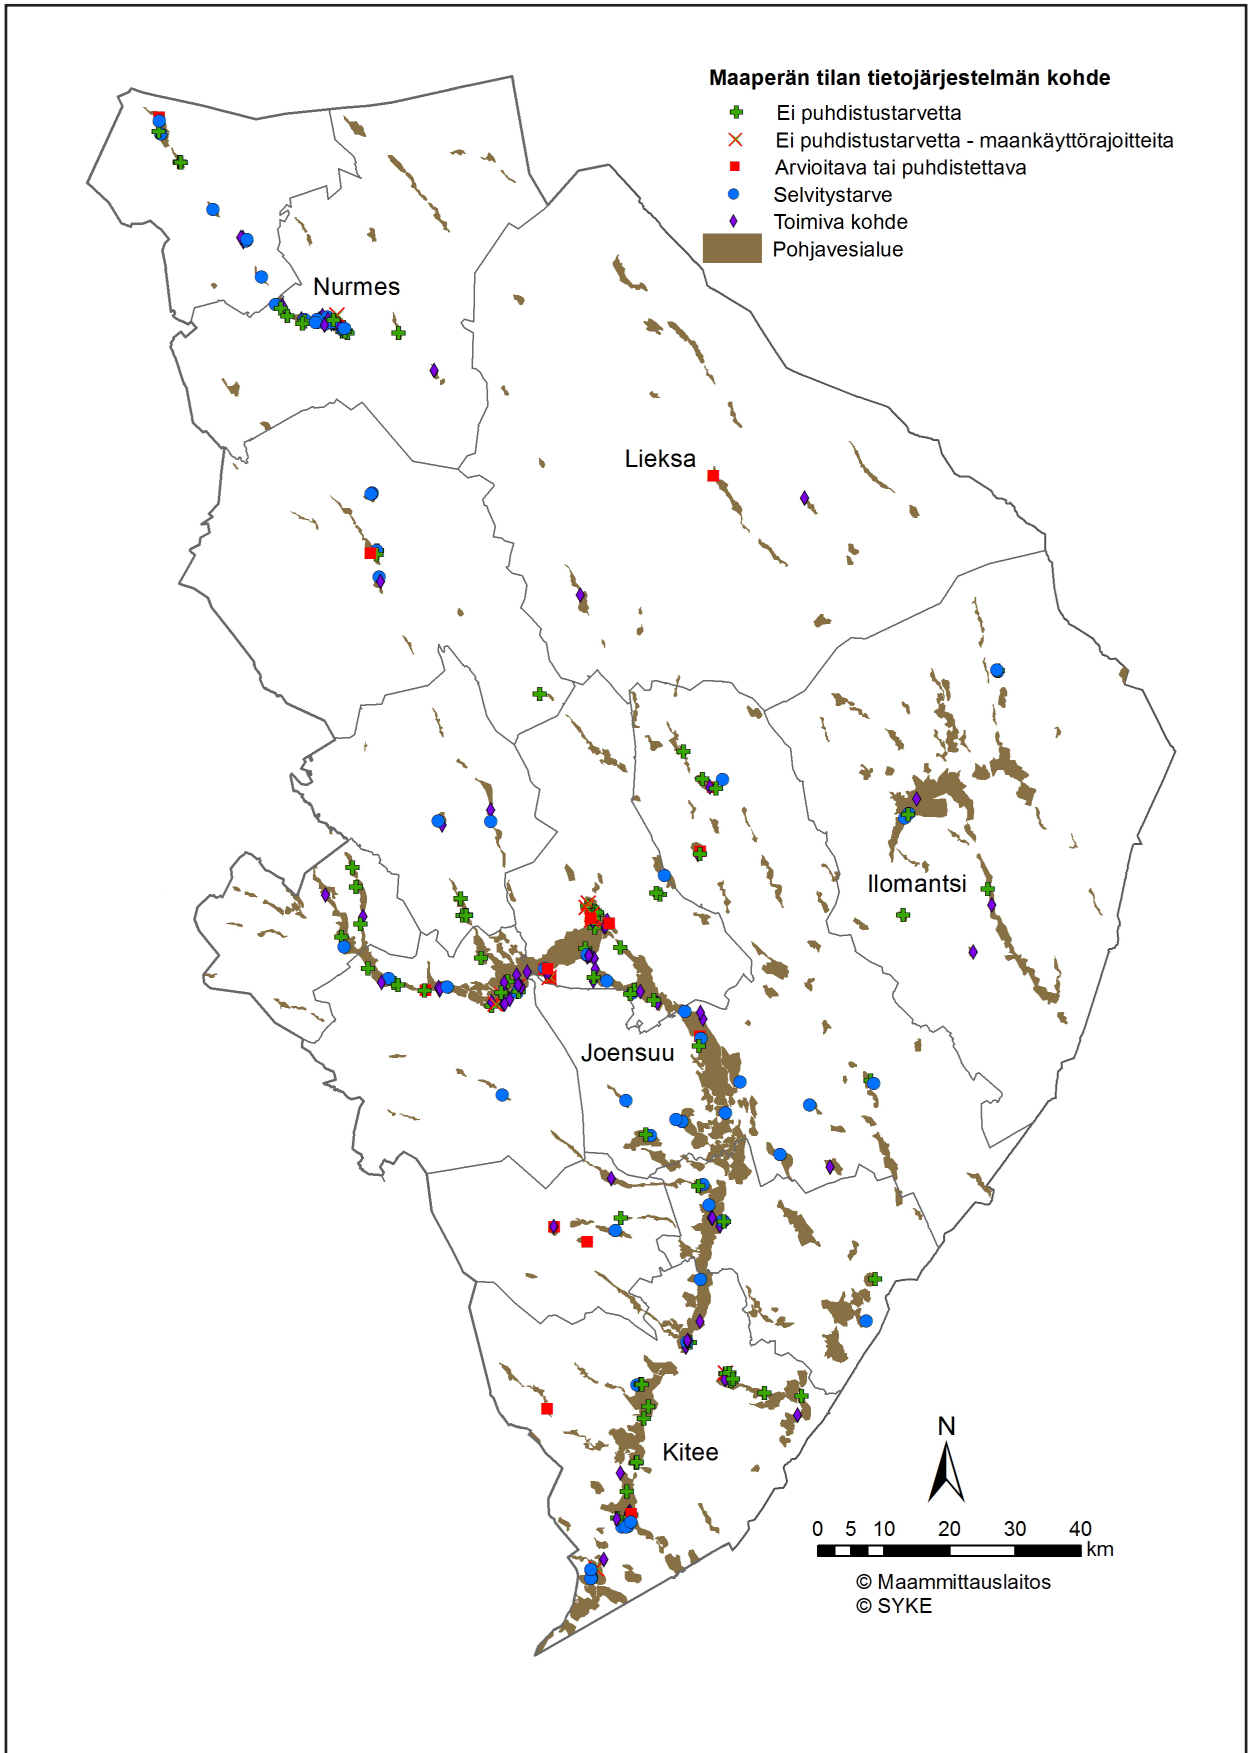 Maaperän tilan tietojärjestelmän kohde
Ei puhdistustarvetta
Ei puhdistustarvetta - maankäyttörajoitteita
Arvioitava tai puhdistettava
Selvitystarve
Toimiva kohde
Pohjavesialue
Nurmes
Lieksa
Ilomantsi
Joensuu
Kitee
N
0 5 10 20 30 40
km
© Maammittauslaitos
© SYKE